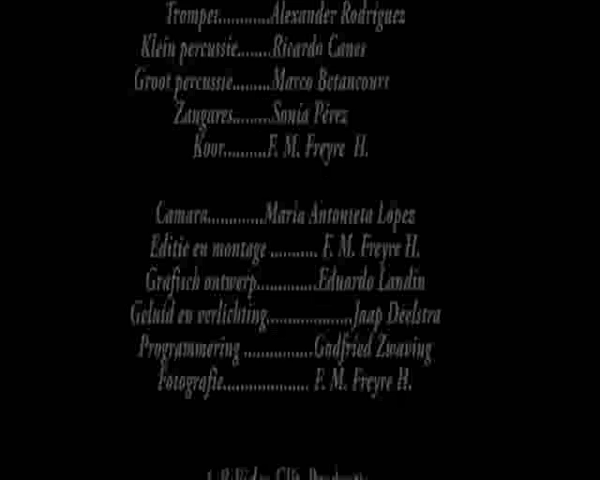 Trompet............Alexander Rodriguez
Klein percussie........Ricardo Canes
Groot percussie.........Marco Betancourt
Zangares.........Sonia Pérez
Koor..........F. M. Freyre H.
Camara.............María Antonieta López
Editie en montage ........... F. M. Freyre H.
Grafisch ontwerp..............Eduardo Landin
Geluid en verlichting....................Jaap Deelstra
Programmering ................Godfried Zwaving
Fotografie.................... F. M. Freyre H.